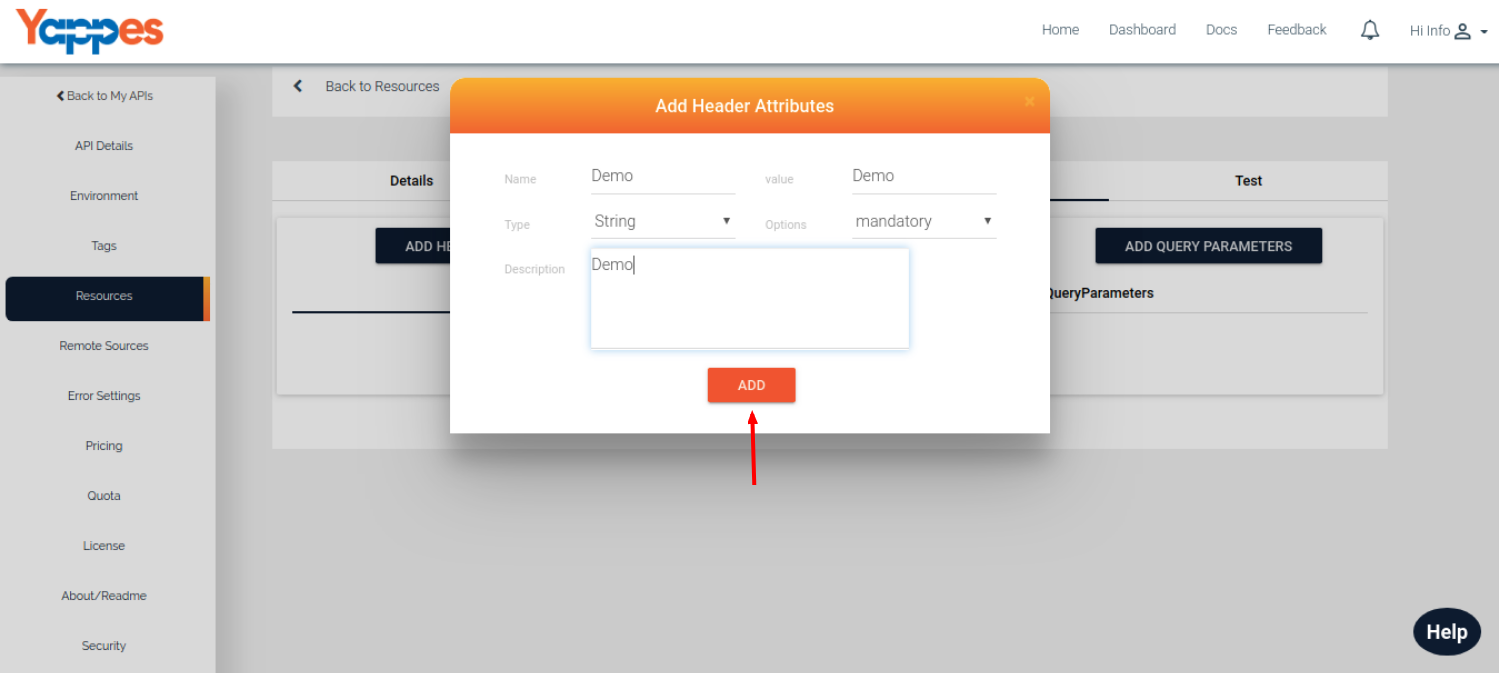 Yappes
Home Dashboard Docs Feedback Hi Info
Back to My APIs
API Details
Environment
Tags
Resources
Remote Sources
Error Settings
Pricing
Quota
License
About/Readme
Security
Back to Resources
Details
Test
ADD HE
ADD QUERY PARAMETERS
QueryParameters
Add Header Attributes
×
Name Demo value Demo
Type String Options mandatory
Description Demo
ADD
Help